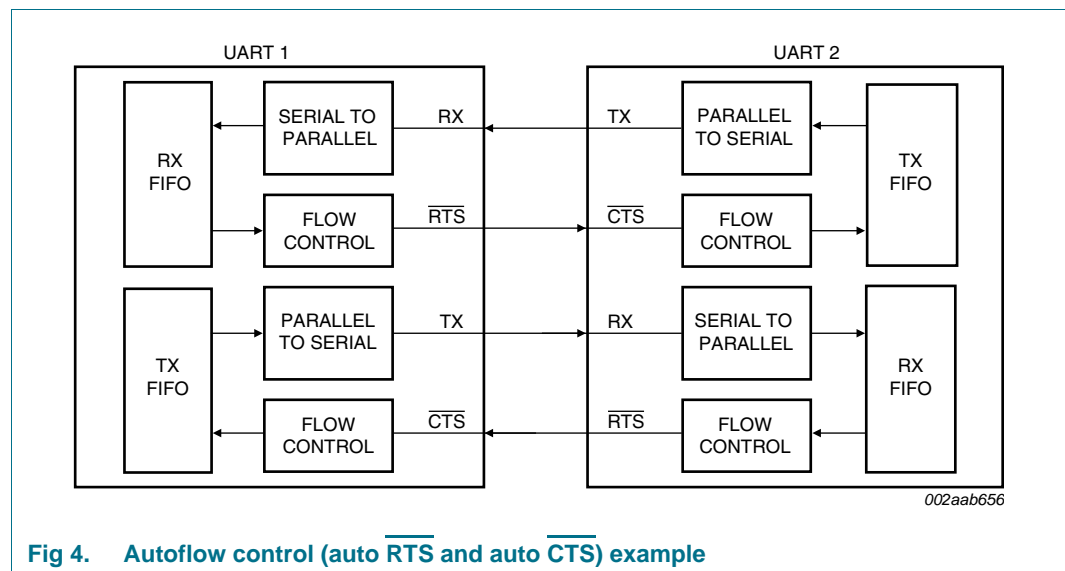 UART 1
UART 2
RX
FIFO
SERIAL TO
PARALLEL
RX
TX
PARALLEL
TO SERIAL
TX
FIFO
FLOW
CONTROL
RTS
CTS
FLOW
CONTROL
TX
FIFO
PARALLEL
TO SERIAL
TX
RX
SERIAL TO
PARALLEL
RX
FIFO
FLOW
CONTROL
CTS
RTS
FLOW
CONTROL
002aab656
Fig 4. Autoflow control (auto RTS and auto CTS) example